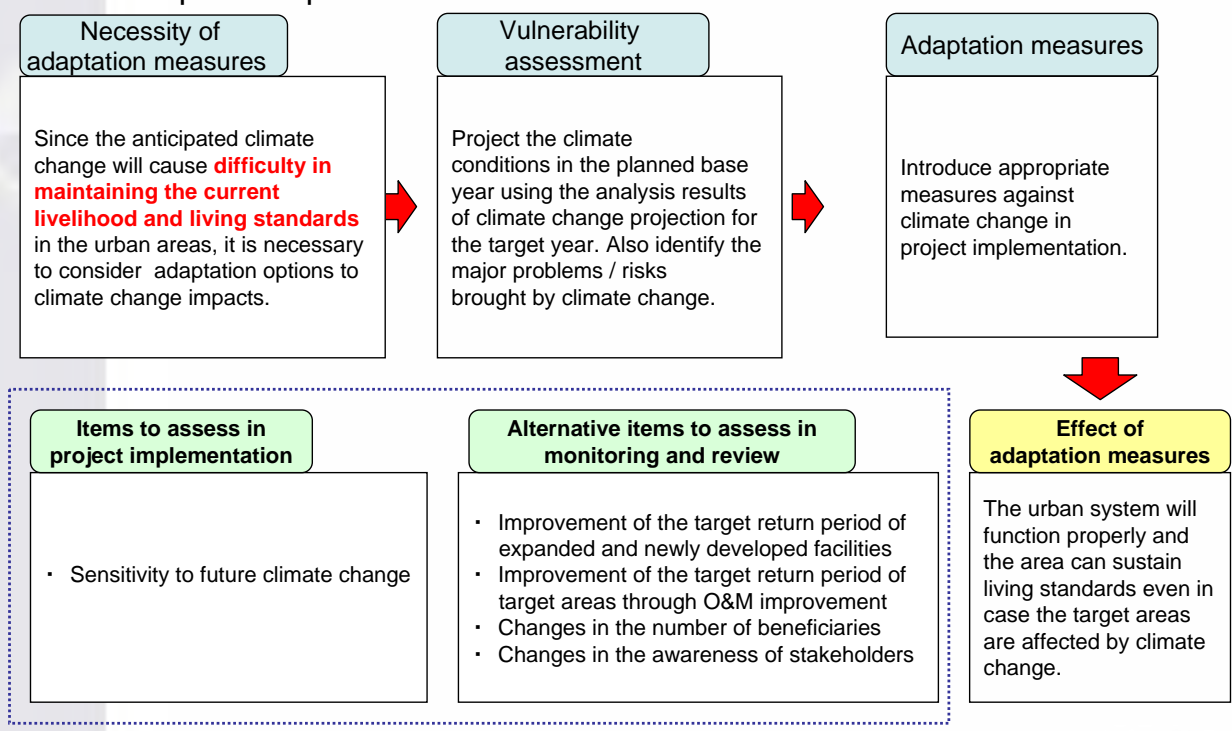 Necessity of
adaptation measures
Since the anticipated climate
change will cause difficulty in
maintaining the current
livelihood and living standards
in the urban areas, it is necessary
to consider adaptation options to
climate change impacts.
Vulnerability
assessment
Project the climate
conditions in the planned base
year using the analysis results
of climate change projection for
the target year. Also identify the
major problems / risks
brought by climate change.
Adaptation measures
Introduce appropriate
measures against
climate change in
project implementation.
Items to assess in
project implementation
・ Sensitivity to future climate change
Alternative items to assess in
monitoring and review
・ Improvement of the target return period of
expanded and newly developed facilities
・ Improvement of the target return period of
target areas through O&M improvement
・ Changes in the number of beneficiaries
・ Changes in the awareness of stakeholders
Effect of
adaptation measures
The urban system will
function properly and
the area can sustain
living standards even in
case the target areas
are affected by climate
change.